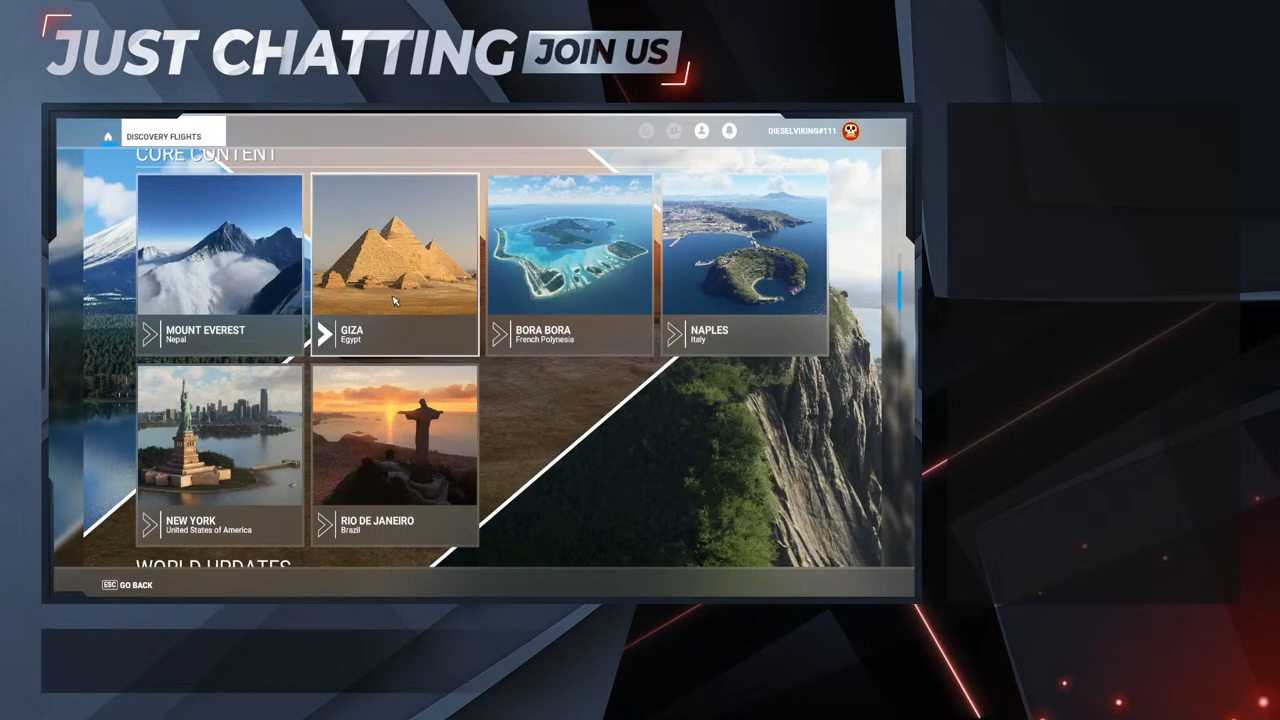 JUST CHATTING JOIN US
DISCOVERY FLIGHTS
DIESELVIKING#111
CORE CONTENT
MOUNT EVEREST
Nepal
GIZA
Egypt
BORA BORA
French Polynesia
NAPLES
Italy
NEW YORK
United States of America
RIO DE JANEIRO
Brazil
WORLD UPDATES
ESC GO BACK